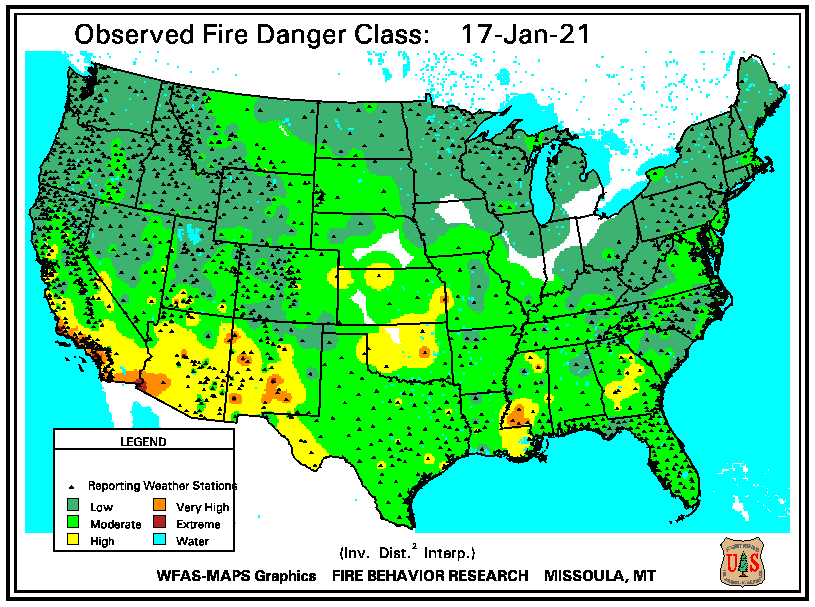 Observed Fire Danger Class: 17-Jan-21
LEGEND
Reporting Weather Stations
Low
Very High
Moderate
Extreme
High
Water
(Inv. Dist.² Interp.)
WFAS-MAPS Graphics FIRE BEHAVIOR RESEARCH MISSOULA, MT
U S